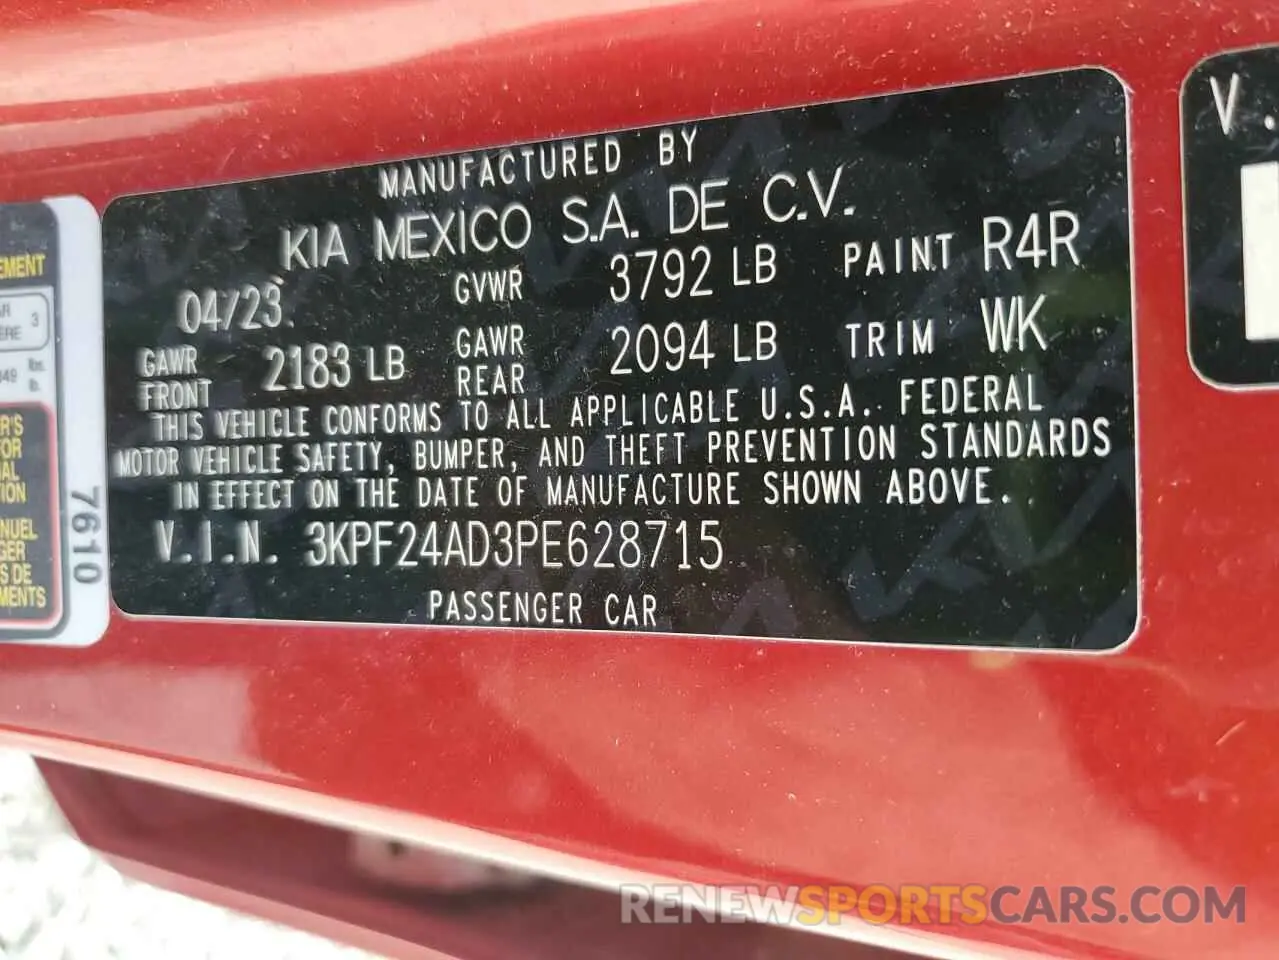 MANUFACTURED BY
KIA MEXICO S.A. DE C.V.
04/23 GVWR 3792 LB PAINT R4R
GAWR FRONT 2183 LB GAWR REAR 2094 LB TRIM WK
THIS VEHICLE CONFORMS TO ALL APPLICABLE U.S.A. FEDERAL
MOTOR VEHICLE SAFETY, BUMPER, AND THEFT PREVENTION STANDARDS
IN EFFECT ON THE DATE OF MANUFACTURE SHOWN ABOVE.
V.I.N. 3KPF24AD3PE628715
PASSENGER CAR
7610
3
V.
RENEWSPORTSCARS.COM